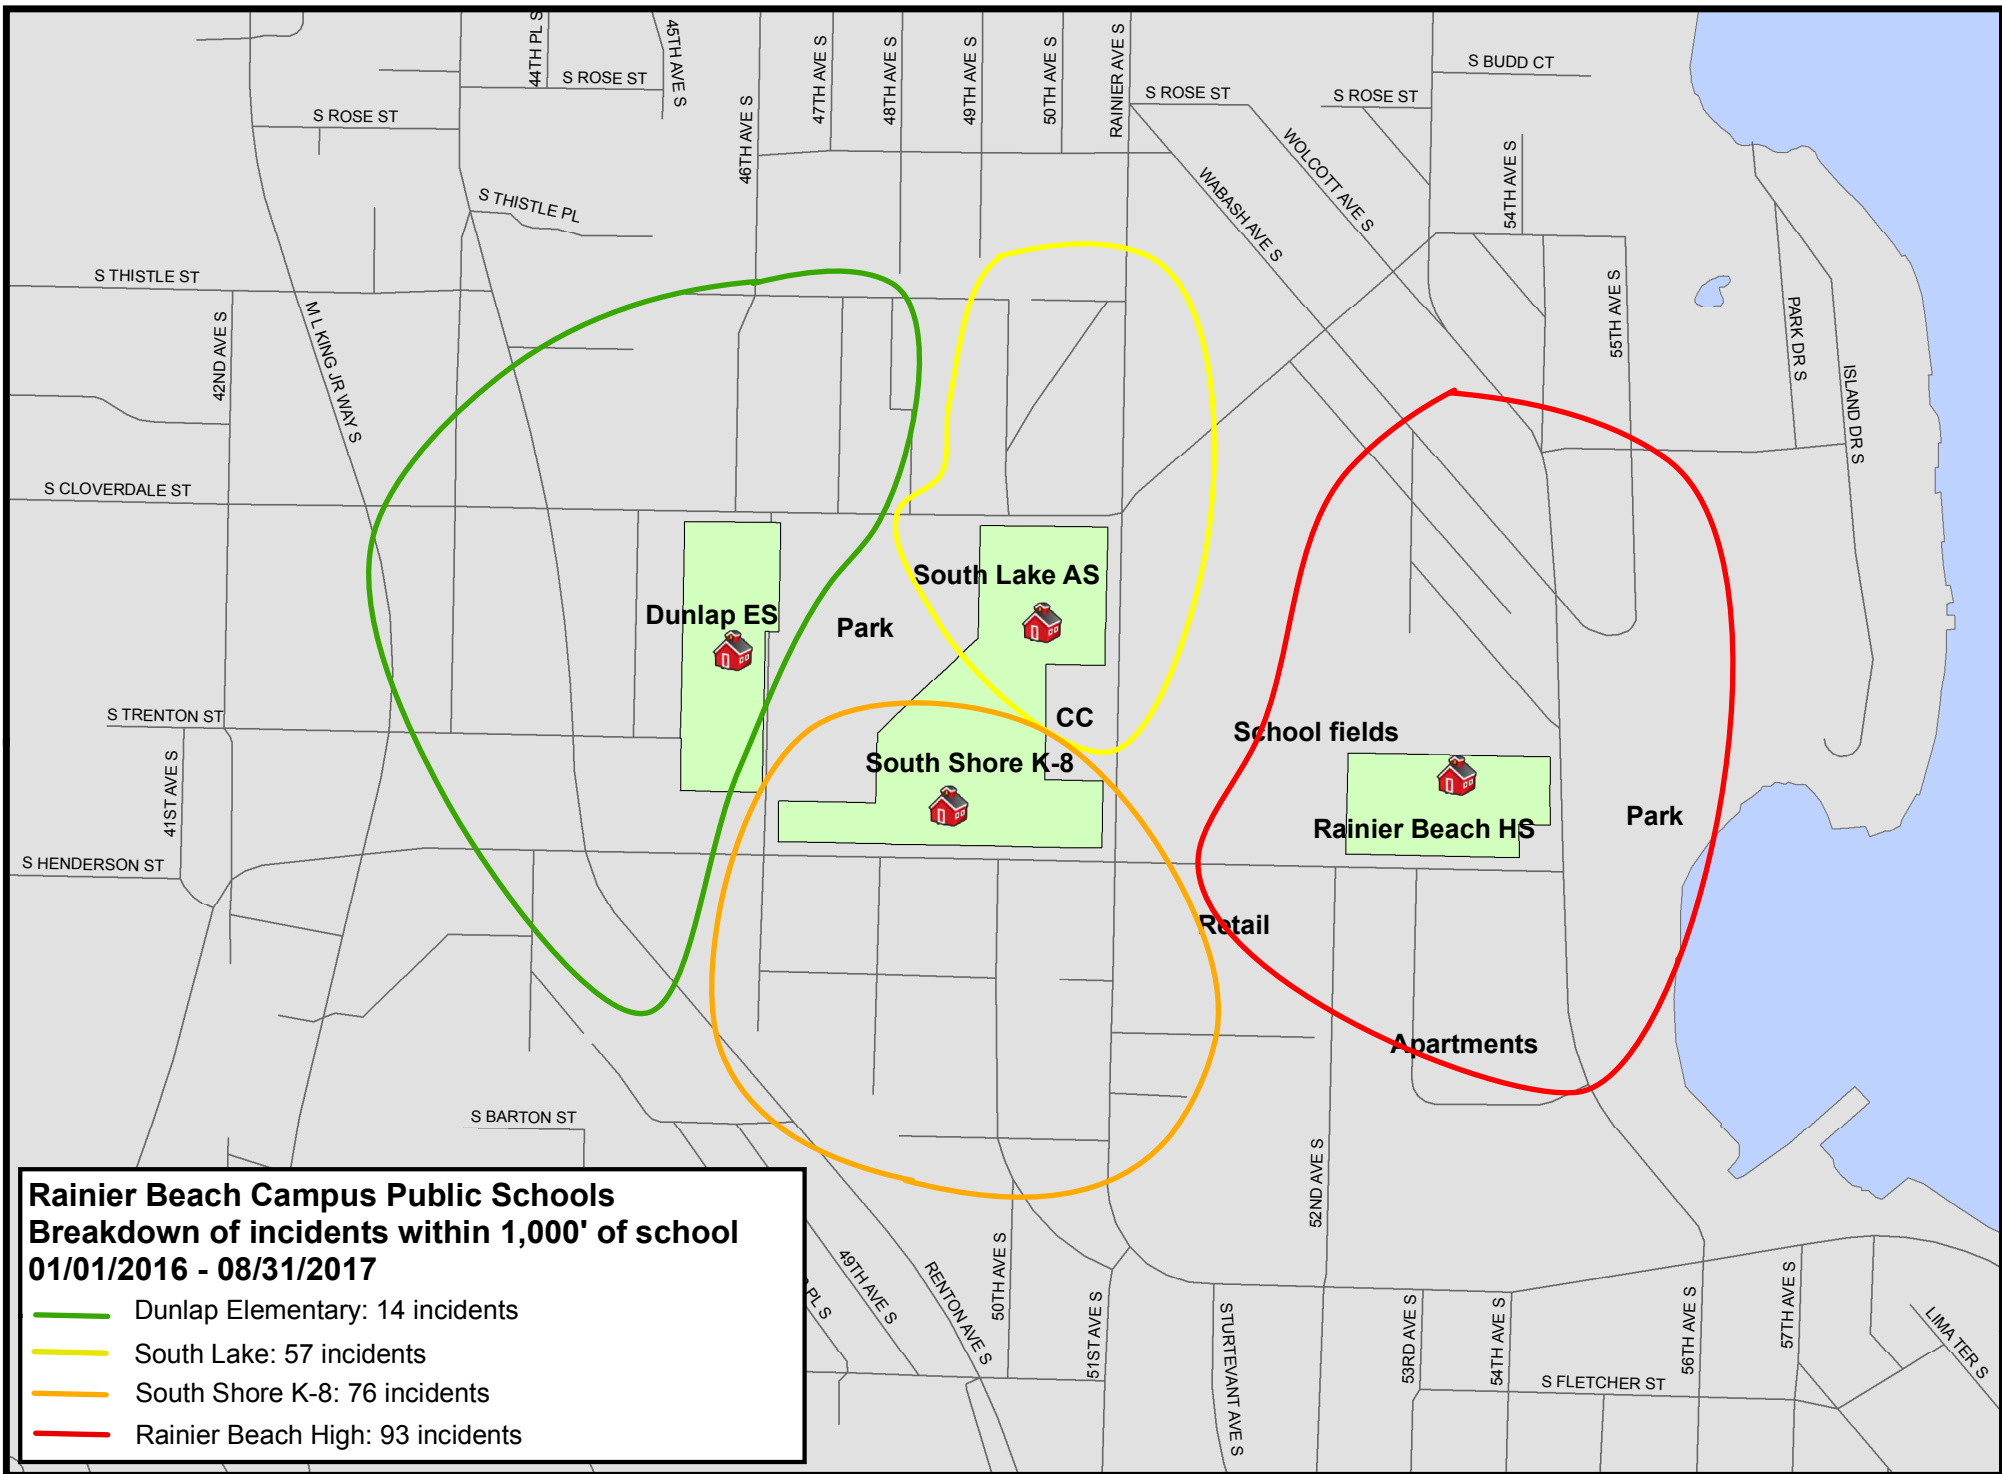 44TH PL S
45TH AVE S
S ROSE ST
S ROSE ST
46TH AVE S
47TH AVE S
48TH AVE S
49TH AVE S
50TH AVE S
RAINIER AVE S
S ROSE ST
S ROSE ST
S BUDD CT
WOLCOTT AVE S
WABASH AVE S
54TH AVE S
S THISTLE PL
S THISTLE ST
42ND AVE S
M L KING JR WAY S
55TH AVE S
PARK DR S
ISLAND DR S
S CLOVERDALE ST
South Lake AS
Dunlap ES
Park
S TRENTON ST
CC
School fields
South Shore K-8
41ST AVE S
Park
Rainier Beach HS
S HENDERSON ST
Retail
Apartments
S BARTON ST
52ND AVE S
Rainier Beach Campus Public Schools
Breakdown of incidents within 1,000' of school
01/01/2016 - 08/31/2017
Dunlap Elementary: 14 incidents
South Lake: 57 incidents
South Shore K-8: 76 incidents
Rainier Beach High: 93 incidents
PL S
49TH AVE S
RENTON AVE S
50TH AVE S
51ST AVE S
STURTEVANT AVE S
53RD AVE S
54TH AVE S
S FLETCHER ST
56TH AVE S
57TH AVE S
LIMA TER S